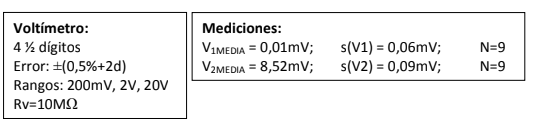 Voltímetro:
4 ½ dígitos
Error: ±(0,5%+2d)
Rangos: 200mV, 2V, 20V
Rv=10MΩ
Mediciones:
V1MEDIA = 0,01mV; s(V1) = 0,06mV; N=9
V2MEDIA = 8,52mV; s(V2) = 0,09mV; N=9